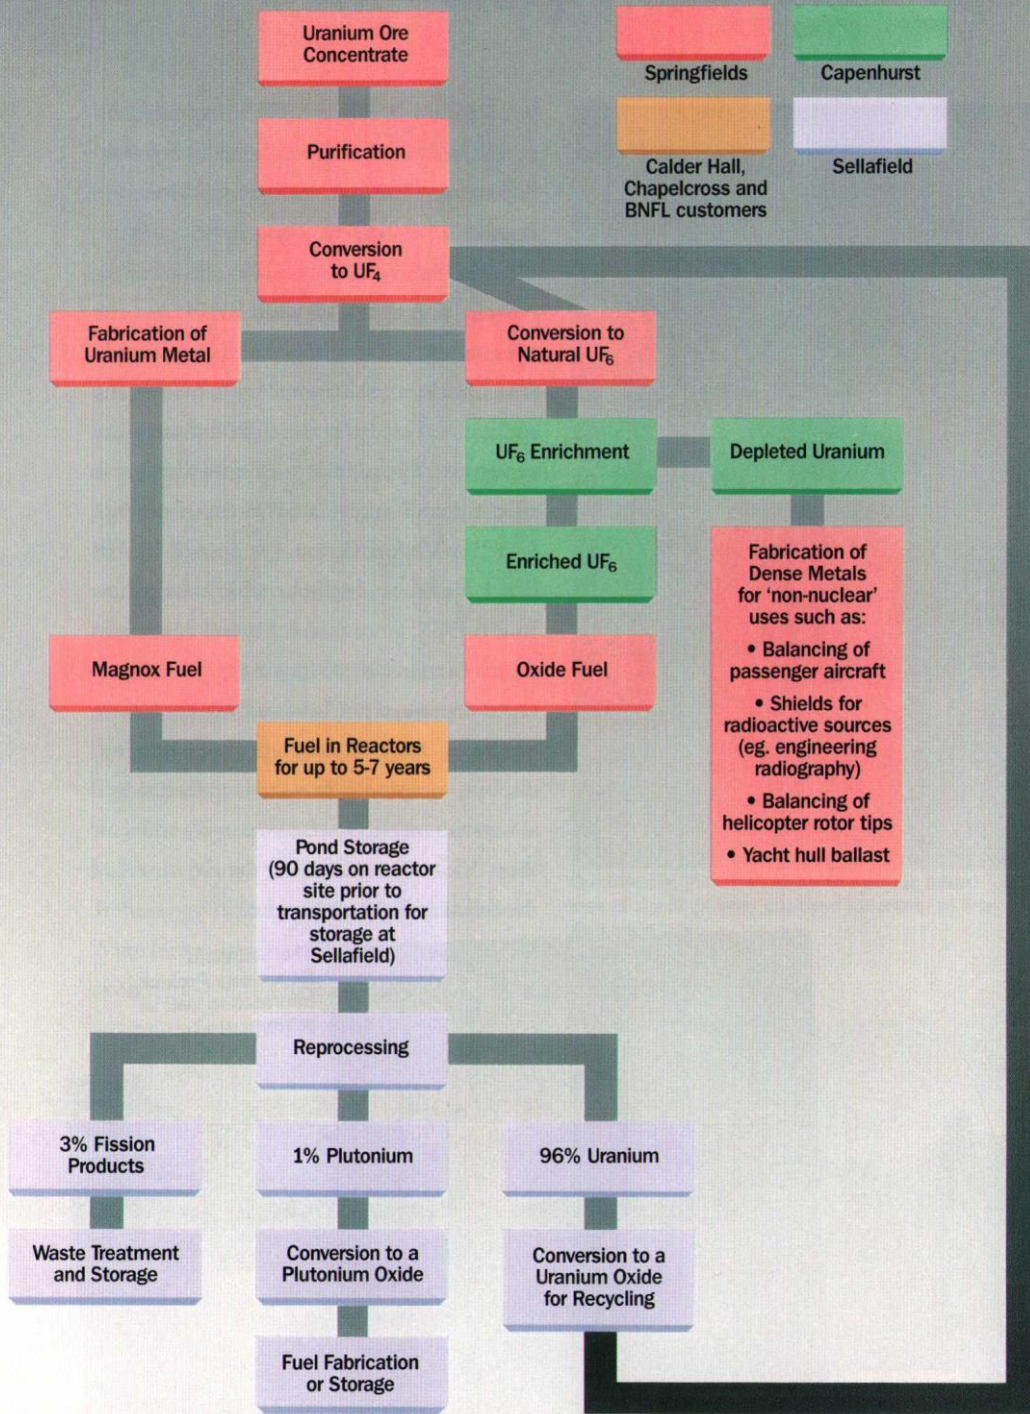 Uranium Ore
Concentrate
Springfields
Capenhurst
Purification
Calder Hall,
Chapelcross and
BNFL customers
Sellafield
Conversion
to UF₄
Fabrication of
Uranium Metal
Conversion to
Natural UF₆
UF₆ Enrichment
Depleted Uranium
Enriched UF₆
Fabrication of
Dense Metals
for 'non-nuclear'
uses such as:
• Balancing of
passenger aircraft
• Shields for
radioactive sources
(eg. engineering
radiography)
• Balancing of
helicopter rotor tips
• Yacht hull ballast
Magnox Fuel
Oxide Fuel
Fuel in Reactors
for up to 5-7 years
Pond Storage
(90 days on reactor
site prior to
transportation for
storage at
Sellafield)
Reprocessing
3% Fission
Products
1% Plutonium
96% Uranium
Waste Treatment
and Storage
Conversion to a
Plutonium Oxide
Conversion to a
Uranium Oxide
for Recycling
Fuel Fabrication
or Storage